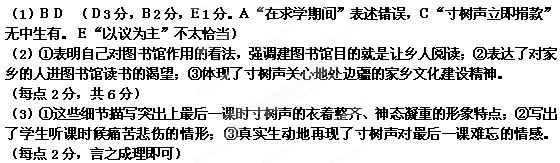 （1）B D　（D3分，B2分，E1分。A“在求学期间”表述错误，C“寸树声立即捐款”
无中生有。E“以议为主”不太恰当）
（2）①表明自己对图书馆作用的看法，强调建图书馆目的就是让乡人阅读；②表达了对家
乡的人进图书馆读书的渴望；③体现了寸树声关心地处边疆的家乡文化建设精神。
（每点2分，共6分）
（3）①这些细节描写突出上最后一课时寸树声的衣着整齐、神态凝重的形象特点；②写出
了学生听课时候痛苦悲伤的情形；③真实生动地再现了寸树声对最后一课难忘的情感。
（每点2分，言之成理即可）